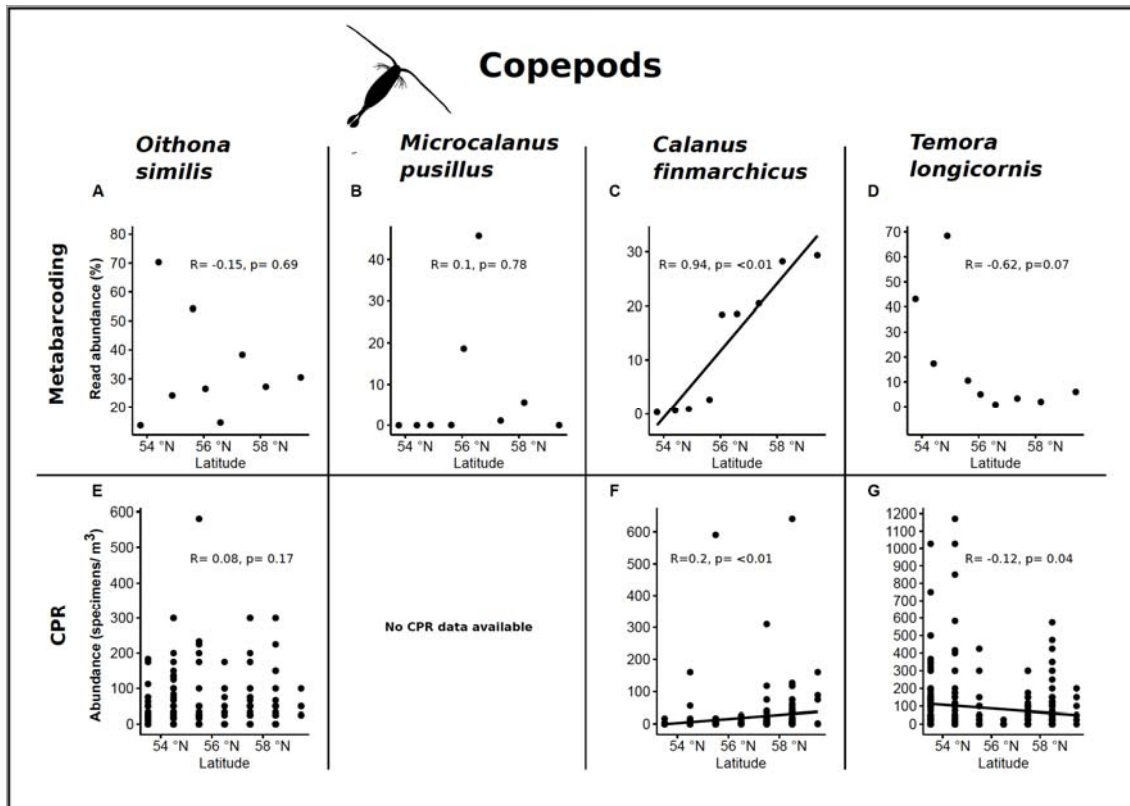 Copepods
Oithona
similis
Microcalanus
pusillus
Calanus
finmarchicus
Temora
longicornis
Metabarcoding
A
Read abundance (%)
80
70
60
50
40
30
20
R= -0.15, p= 0.69
54 °N
56
58
Latitude
B
40
20
0
R= 0.1, p= 0.78
54 °N
56
58
Latitude
C
30
20
10
0
R= 0.94, p= <0.01
54 °N
56
58
Latitude
D
70
60
50
40
30
20
10
0
R= -0.62, p=0.07
54 °N
56
58
Latitude
CPR
E
Abundance (specimens/ m³)
600
500
400
300
200
100
0
R= 0.08, p= 0.17
54 °N
56 °N
58 °N
Latitude
No CPR data available
F
600
500
400
300
200
100
0
R=0.2, p= <0.01
54 °N
56 °N
58 °N
Latitude
G
1200
1100
1000
900
800
700
600
500
400
300
200
100
0
R= -0.12, p= 0.04
54 °N
56 °N
58 °N
Latitude